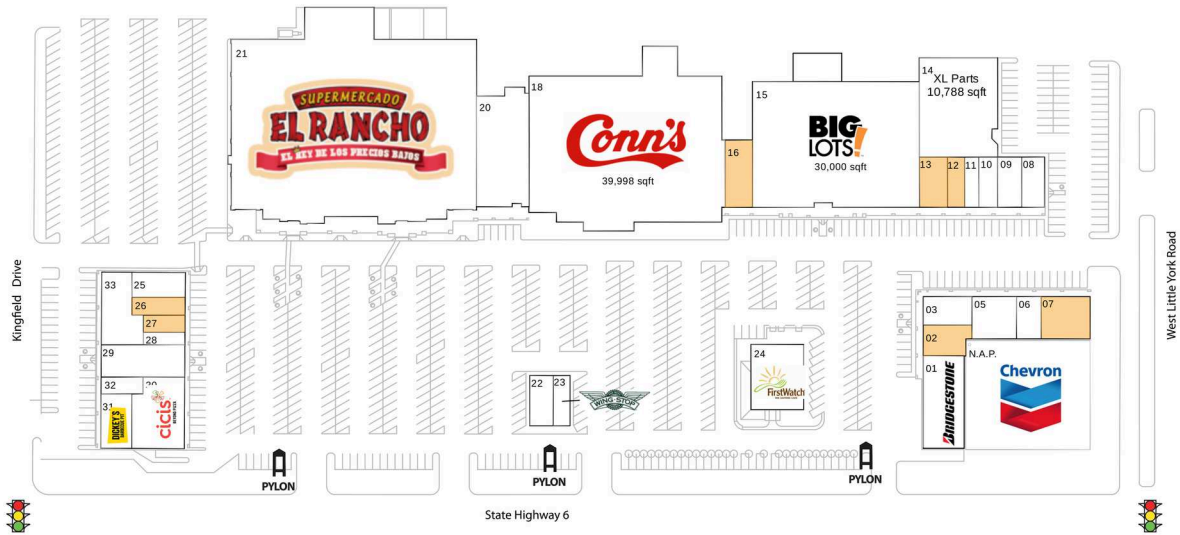 21
SUPERMERCADO
EL RANCHO
EL REY DE LOS PRECIOS BAJOS
20
18
Conn's
39,998 sqft
16
15
BIG
LOTS!
30,000 sqft
14
XL Parts
10,788 sqft
13
12
11
10
09
08
Kingfield Drive
West Little York Road
33
25
26
27
28
29
32
30
31
DICKEY'S
BARBECUE PIT
cicis
22
23
WING STOP
24
FirstWatch
03
05
06
07
02
01
N.A.P.
BRIDGESTONE
Chevron
PYLON
PYLON
PYLON
State Highway 6